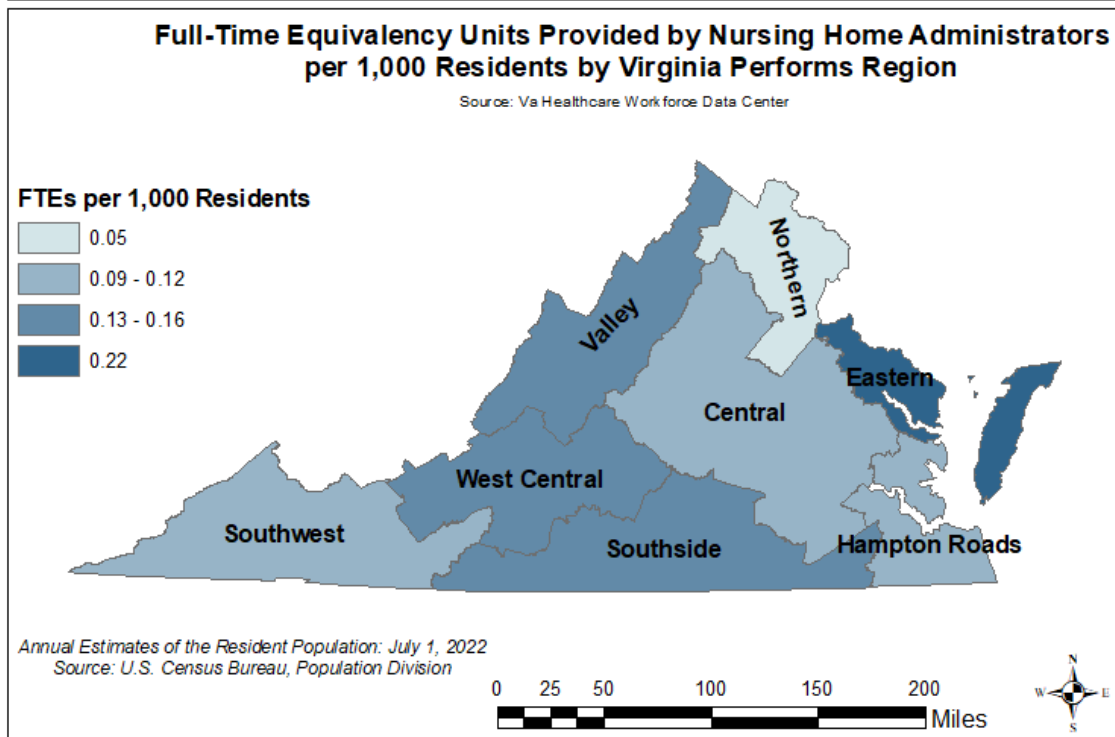 Full-Time Equivalency Units Provided by Nursing Home Administrators
per 1,000 Residents by Virginia Performs Region
Source: Va Healthcare Workforce Data Center
FTEs per 1,000 Residents
0.05
0.09 - 0.12
0.13 - 0.16
0.22
Northern
Valley
Eastern
Central
West Central
Southwest
Southside
Hampton Roads
Annual Estimates of the Resident Population: July 1, 2022
Source: U.S. Census Bureau, Population Division
0 25 50 100 150 200
Miles
N
W E
S